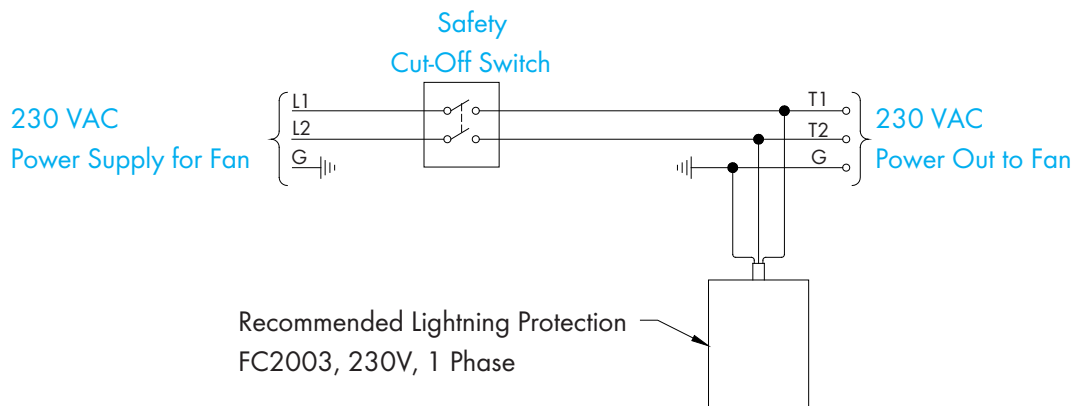 Safety
Cut-Off Switch
230 VAC
Power Supply for Fan
L1
L2
G
T1
T2
G
230 VAC
Power Out to Fan
Recommended Lightning Protection
FC2003, 230V, 1 Phase